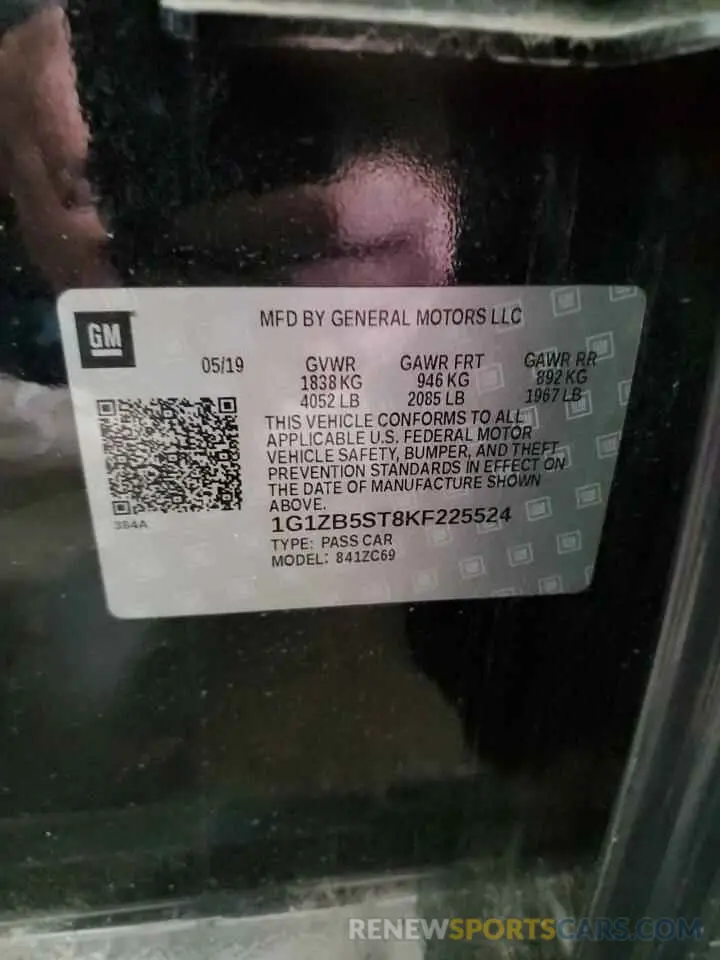 GM
MFD BY GENERAL MOTORS LLC
05/19 GVWR GAWR FRT GAWR RR
1838 KG 946 KG 892 KG
4052 LB 2085 LB 1967 LB
THIS VEHICLE CONFORMS TO ALL
APPLICABLE U.S. FEDERAL MOTOR
VEHICLE SAFETY, BUMPER, AND THEFT
PREVENTION STANDARDS IN EFFECT ON
THE DATE OF MANUFACTURE SHOWN
ABOVE.
384A
1G1ZB5ST8KF225524
TYPE: PASS CAR
MODEL: 841ZC69
RENEWSPORTSCARS.COM